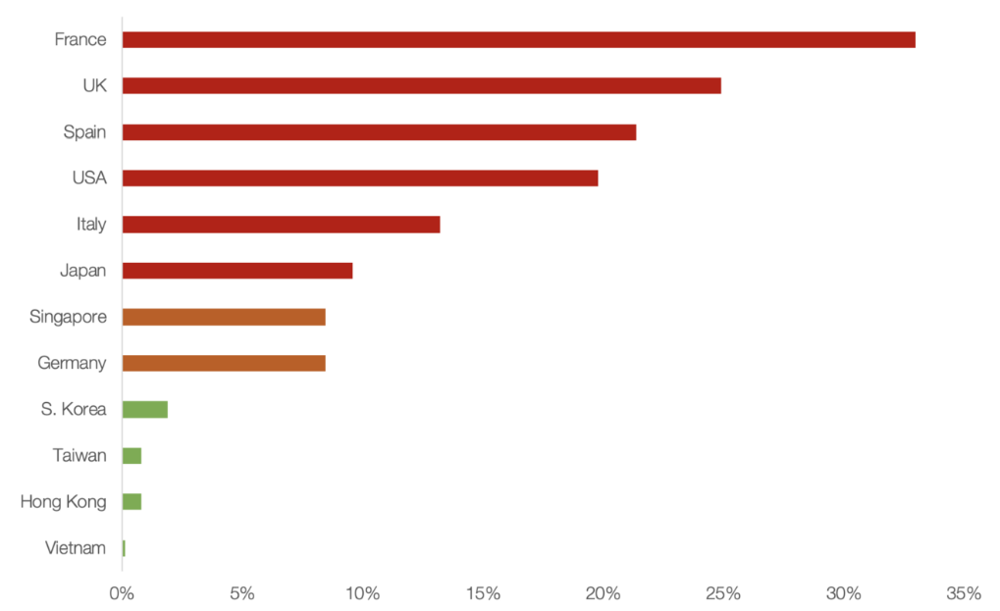 France
UK
Spain
USA
Italy
Japan
Singapore
Germany
S. Korea
Taiwan
Hong Kong
Vietnam
0% 5% 10% 15% 20% 25% 30% 35%